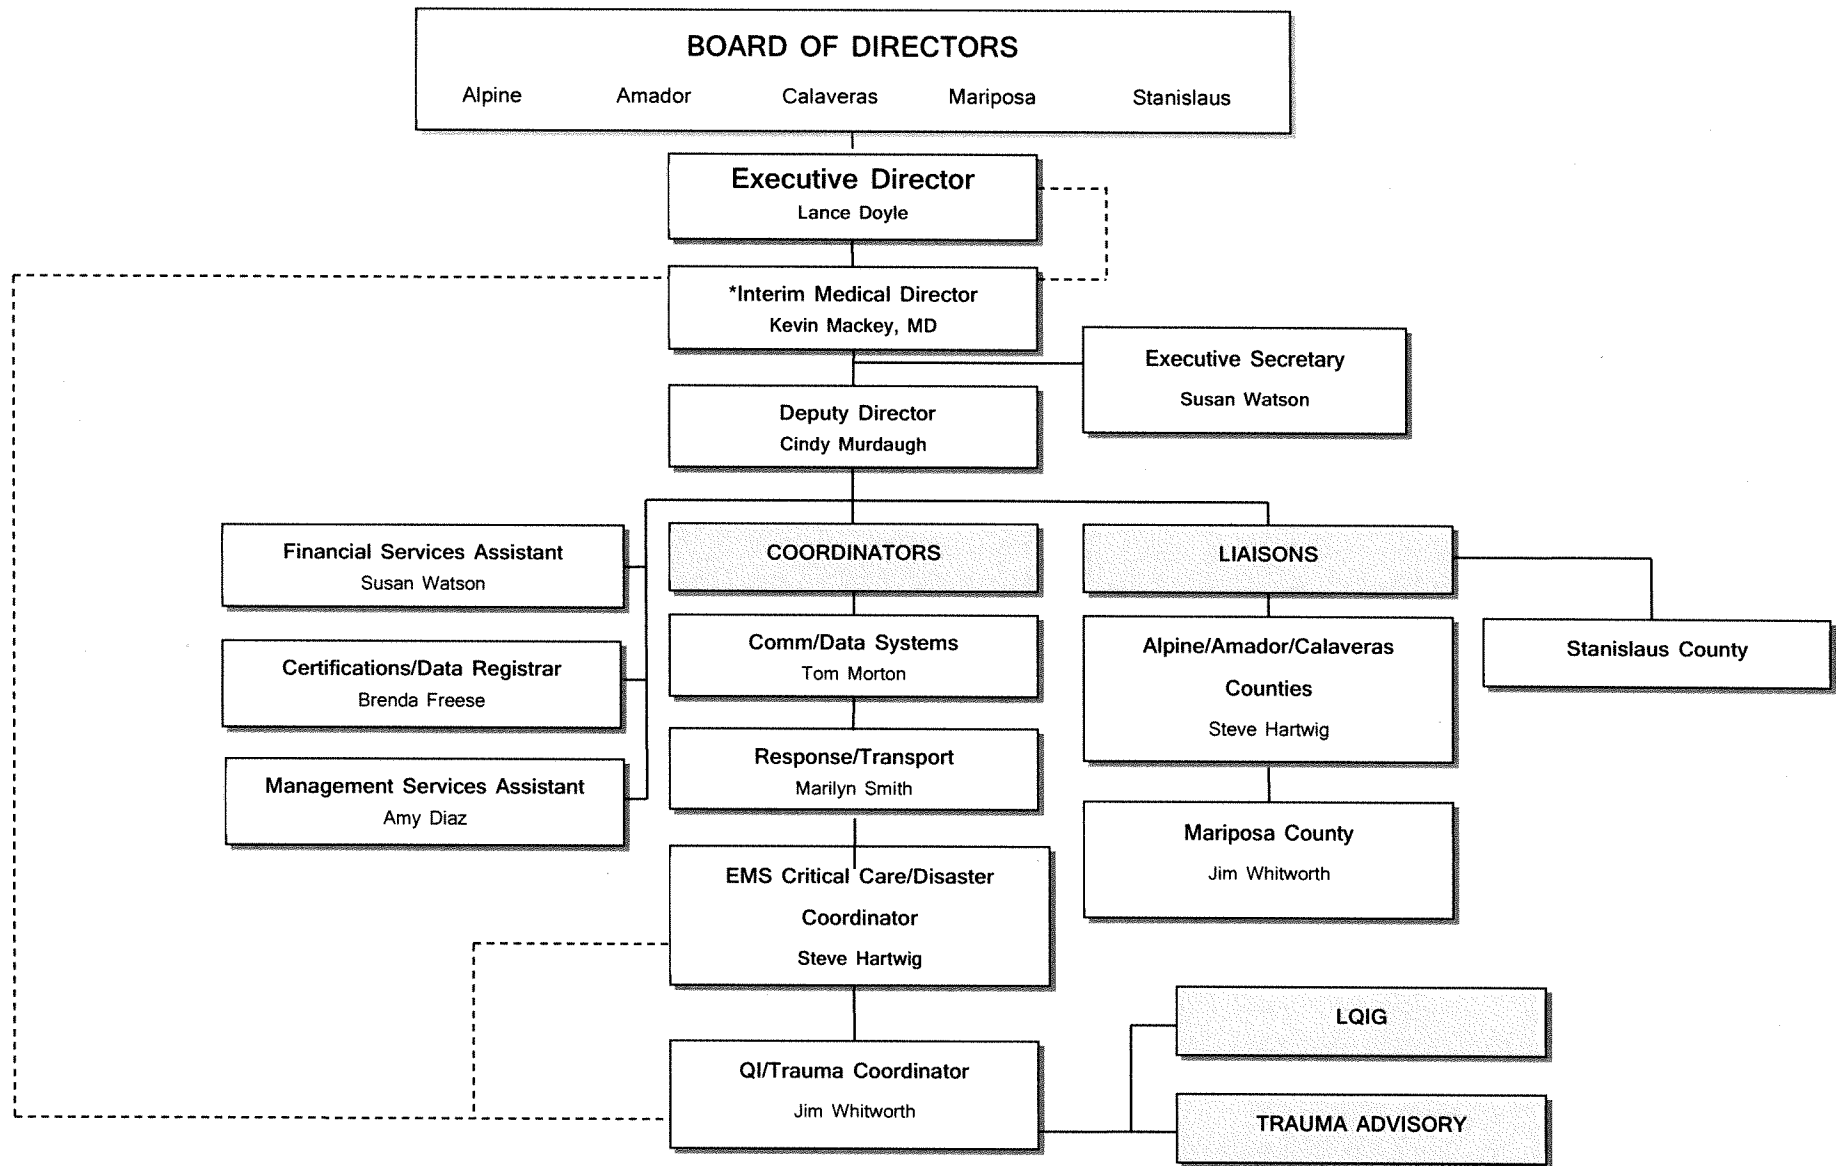 BOARD OF DIRECTORS
Alpine Amador Calaveras Mariposa Stanislaus
Executive Director
Lance Doyle
*Interim Medical Director
Kevin Mackey, MD
Executive Secretary
Susan Watson
Deputy Director
Cindy Murdaugh
Financial Services Assistant
Susan Watson
Certifications/Data Registrar
Brenda Freese
Management Services Assistant
Amy Diaz
COORDINATORS
Comm/Data Systems
Tom Morton
Response/Transport
Marilyn Smith
EMS Critical Care/Disaster
Coordinator
Steve Hartwig
QI/Trauma Coordinator
Jim Whitworth
LIAISONS
Alpine/Amador/Calaveras
Counties
Steve Hartwig
Mariposa County
Jim Whitworth
Stanislaus County
LQIG
TRAUMA ADVISORY